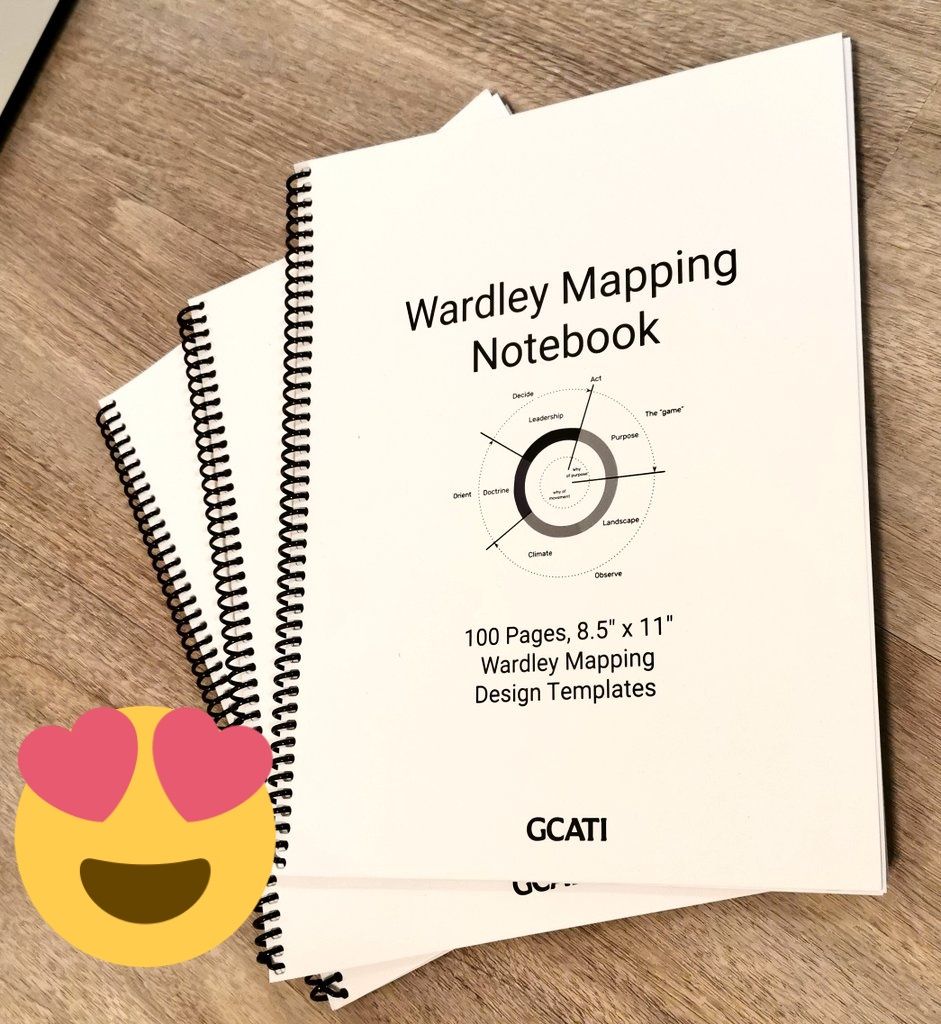 Wardley Mapping
Notebook
Act
Decide
Leadership
The "game"
Purpose
why
of purpose
Orient
Doctrine
why of
movement
Landscape
Climate
Observe
100 Pages, 8.5" x 11"
Wardley Mapping
Design Templates
GCATI